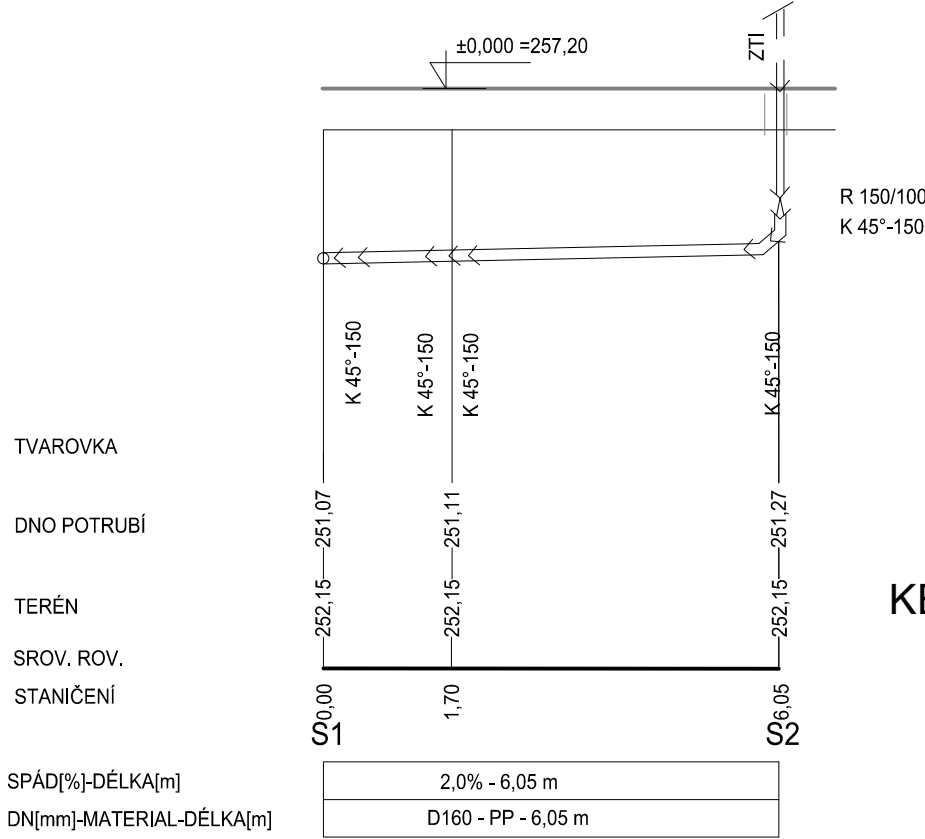 ±0,000 =257,20
ZTI
R 150/100
K 45°-150
K 45°-150
K 45°-150
K 45°-150
K 45°-150
TVAROVKA
DNO POTRUBÍ
251,07
251,11
251,27
TERÉN
252,15
252,15
252,15
KE
SROV. ROV.
STANIČENÍ
0,00
1,70
6,05
S1
S2
SPÁD[%]-DÉLKA[m]
2,0% - 6,05 m
DN[mm]-MATERIAL-DÉLKA[m]
D160 - PP - 6,05 m